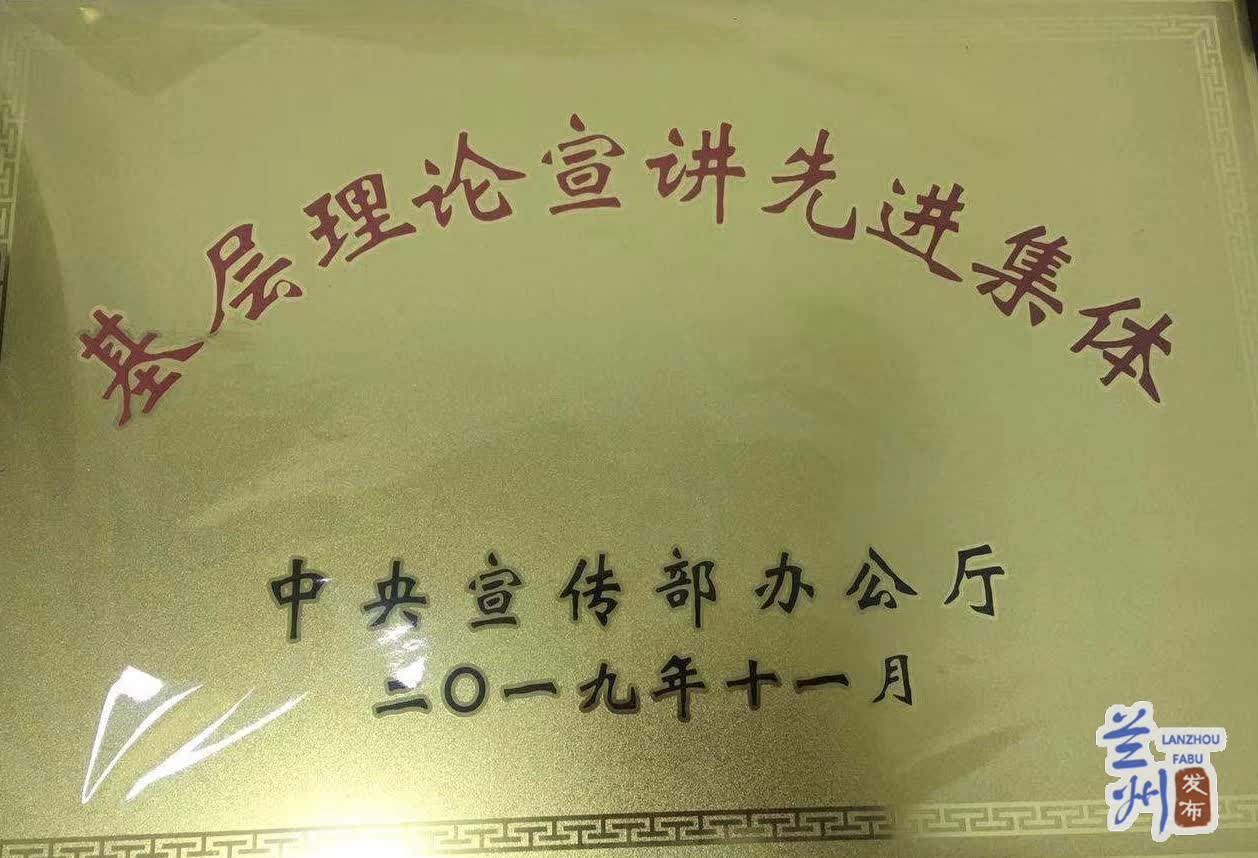 基层理论宣讲先进集体
中央宣传部办公厅
二〇一九年十一月
兰州
LANZHOU
FABU
发布